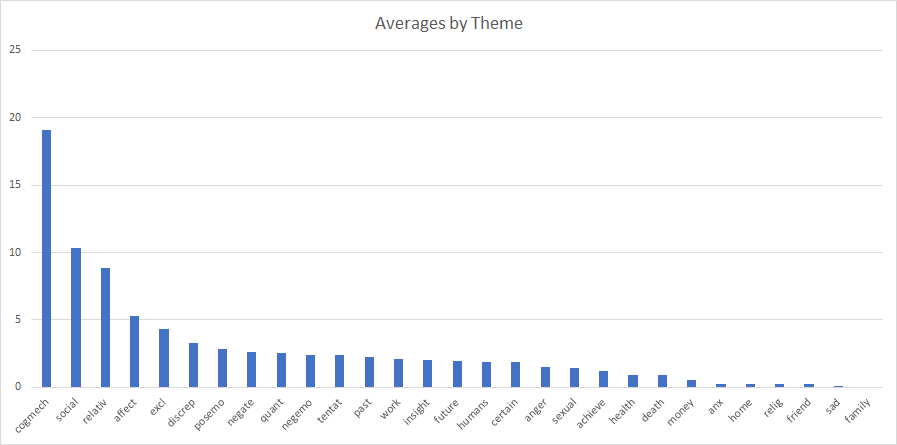 Averages by Theme
25
20
15
10
5
0
cogmech
social
relativ
affect
excl
discrep
posemo
negate
quant
negemo
tentat
past
work
insight
future
humans
certain
anger
sexual
achieve
health
death
money
anx
home
relig
friend
sad
family